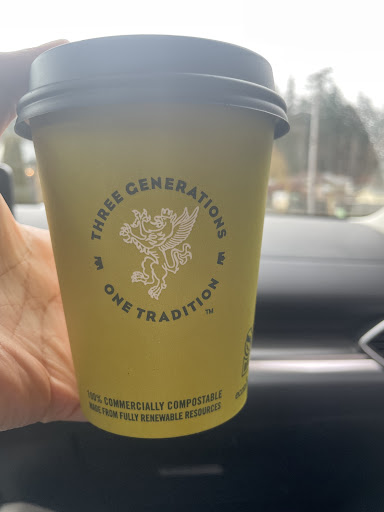 THREE GENERATIONS
ONE TRADITION
TM
100% COMMERCIALLY COMPOSTABLE
MADE FROM FULLY RENEWABLE RESOURCES